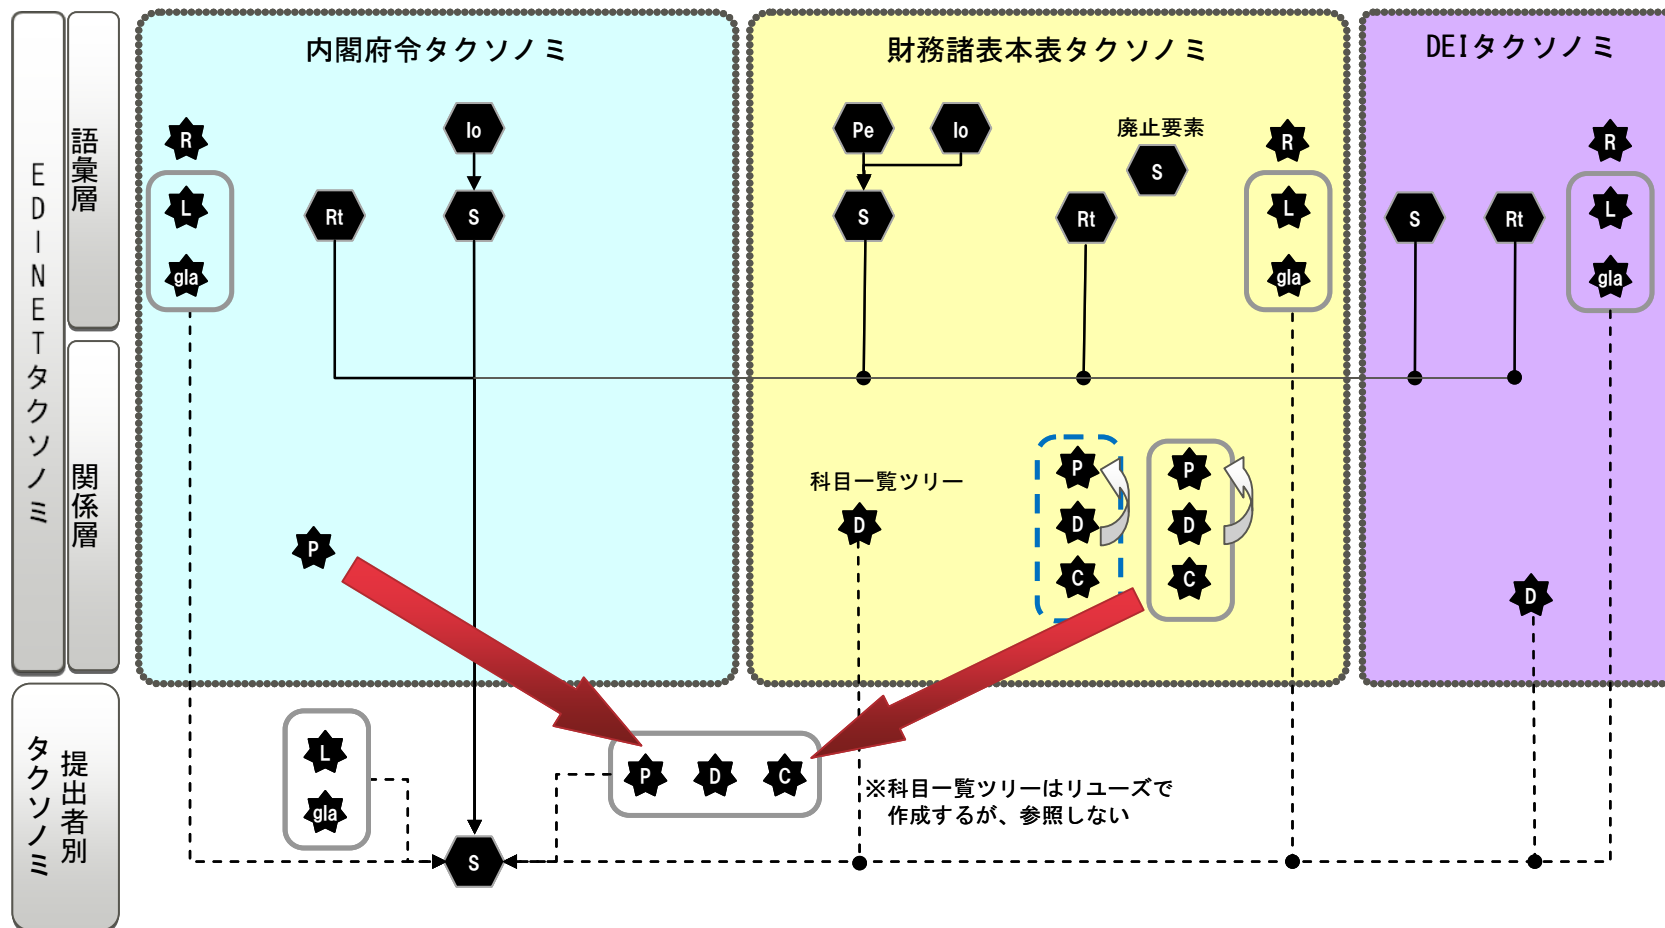 EDINETタクソノミ
語彙層
関係層
提出者別
タクソノミ
内閣府令タクソノミ
R
L
gla
Rt
Io
S
P
財務諸表本表タクソノミ
Pe
Io
S
廃止要素
S
Rt
R
L
gla
科目一覧ツリー
D
P
D
C
P
D
C
DEIタクソノミ
S
Rt
R
L
gla
D
L
gla
S
P D C
※科目一覧ツリーはリユーズで
作成するが、参照しない